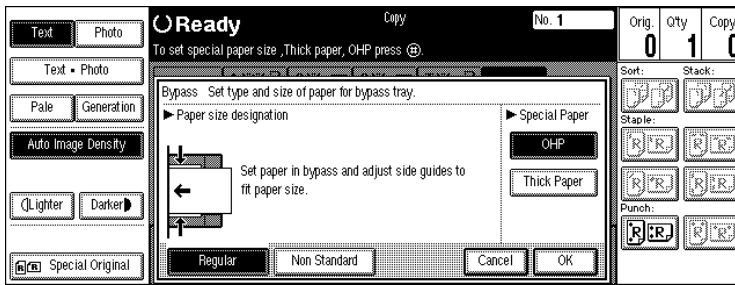 Text
Photo
Text • Photo
Pale
Generation
Auto Image Density
Lighter
Darker
Special Original
Ready
Copy
No. 1
To set special paper size ,Thick paper, OHP press (#).
Bypass Set type and size of paper for bypass tray.
► Paper size designation
Set paper in bypass and adjust side guides to
fit paper size.
► Special Paper
OHP
Thick Paper
Regular
Non Standard
Cancel
OK
Orig. Q'ty Copy
0 1
Sort: Stack:
Staple:
Punch: